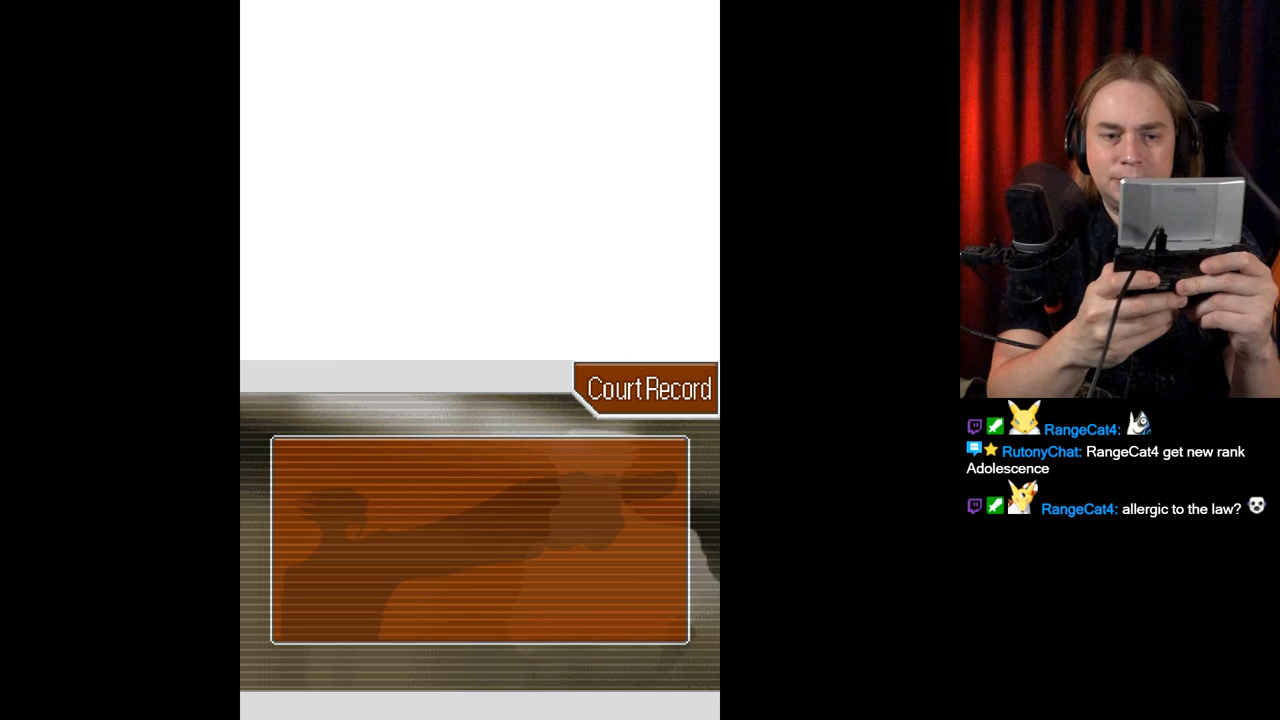 Court Record
RangeCat4:
RutonyChat: RangeCat4 get new rank
Adolescence
RangeCat4: allergic to the law?